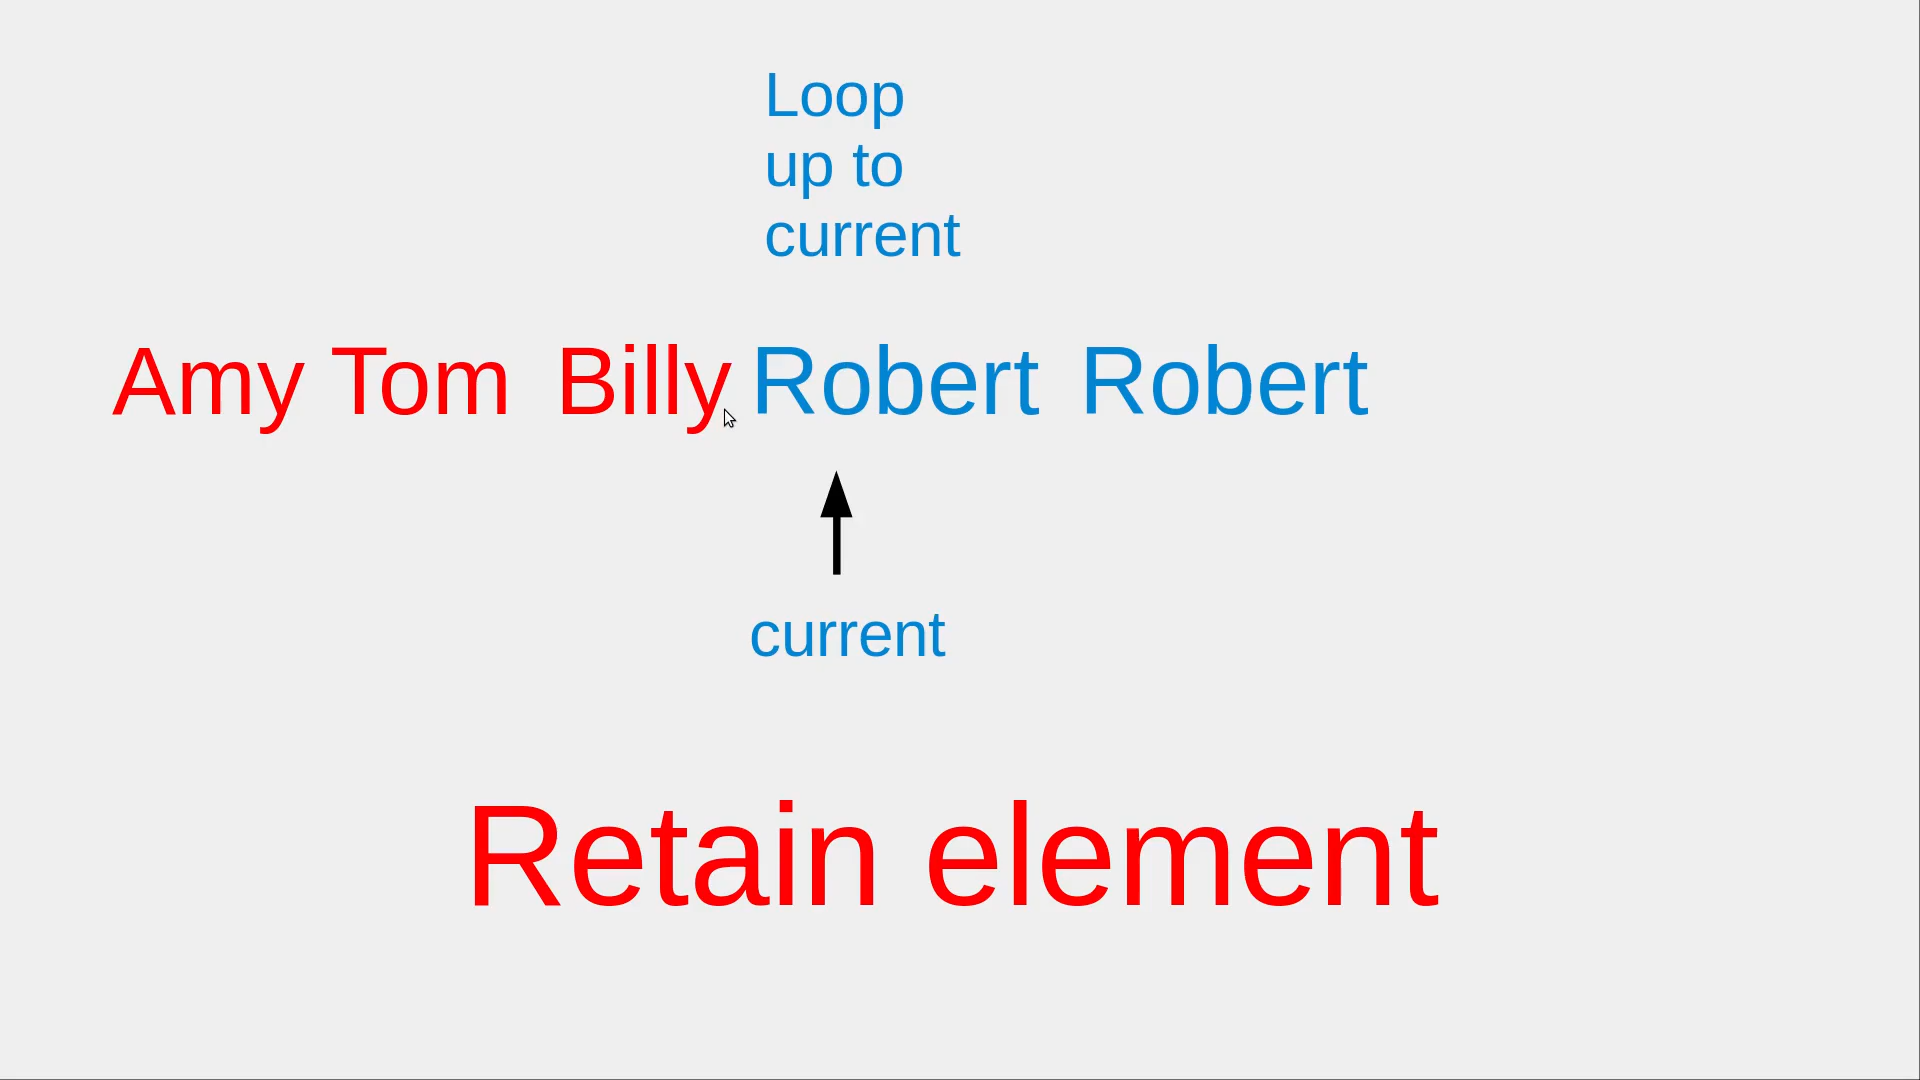 Loop
up to
current
Amy Tom Billy Robert Robert
current
Retain element